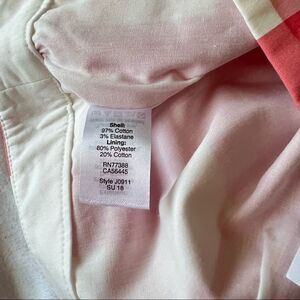 Shell:
97% Cotton
3% Elastane
Lining:
80% Polyester
20% Cotton
RN77388
CA56445
Style J0911
SU 18